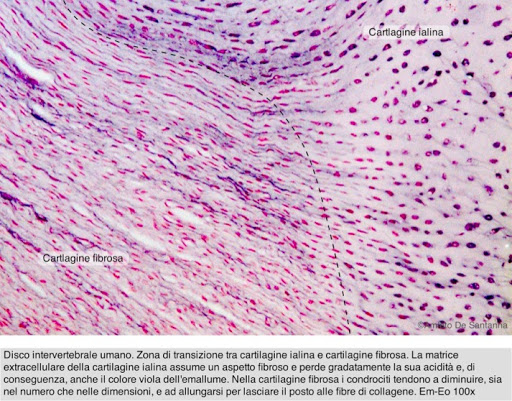 Cartlagine ialina
Cartlagine fibrosa
© Amato De Santanna
Disco intervertebrale umano. Zona di transizione tra cartilagine ialina e cartilagine fibrosa. La matrice
extracellulare della cartilagine ialina assume un aspetto fibroso e perde gradatamente la sua acidità e, di
conseguenza, anche il colore viola dell'emallume. Nella cartilagine fibrosa i condrociti tendono a diminuire, sia
nel numero che nelle dimensioni, e ad allungarsi per lasciare il posto alle fibre di collagene. Em-Eo 100x